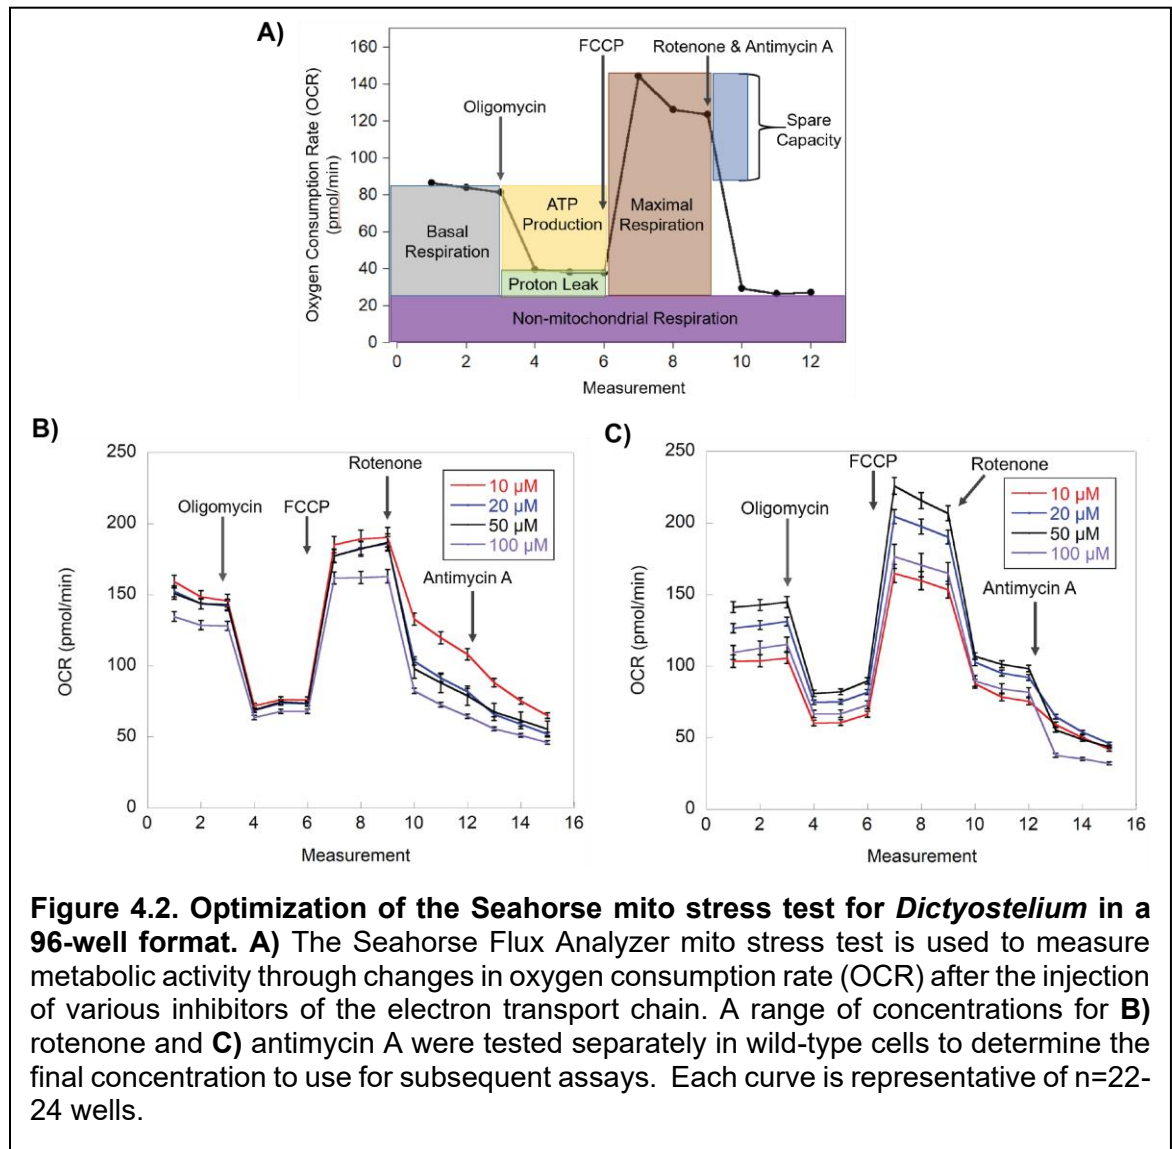 A)
FCCP
Rotenone & Antimycin A
Oligomycin
Spare
Capacity
Basal
Respiration
ATP
Production
Proton Leak
Maximal
Respiration
Non-mitochondrial Respiration
Oxygen Consumption Rate (OCR)
(pmol/min)
160
140
120
100
80
60
40
20
0
0 2 4 6 8 10 12
Measurement
B)
Oligomycin
FCCP
Rotenone
Antimycin A
10 µM
20 µM
50 µM
100 µM
OCR (pmol/min)
250
200
150
100
50
0
0 2 4 6 8 10 12 14 16
Measurement
C)
Oligomycin
FCCP
Rotenone
Antimycin A
10 µM
20 µM
50 µM
100 µM
OCR (pmol/min)
250
200
150
100
50
0
0 2 4 6 8 10 12 14 16
Measurement
Figure 4.2. Optimization of the Seahorse mito stress test for Dictyostelium in a
96-well format. A) The Seahorse Flux Analyzer mito stress test is used to measure
metabolic activity through changes in oxygen consumption rate (OCR) after the injection
of various inhibitors of the electron transport chain. A range of concentrations for B)
rotenone and C) antimycin A were tested separately in wild-type cells to determine the
final concentration to use for subsequent assays. Each curve is representative of n=22-
24 wells.